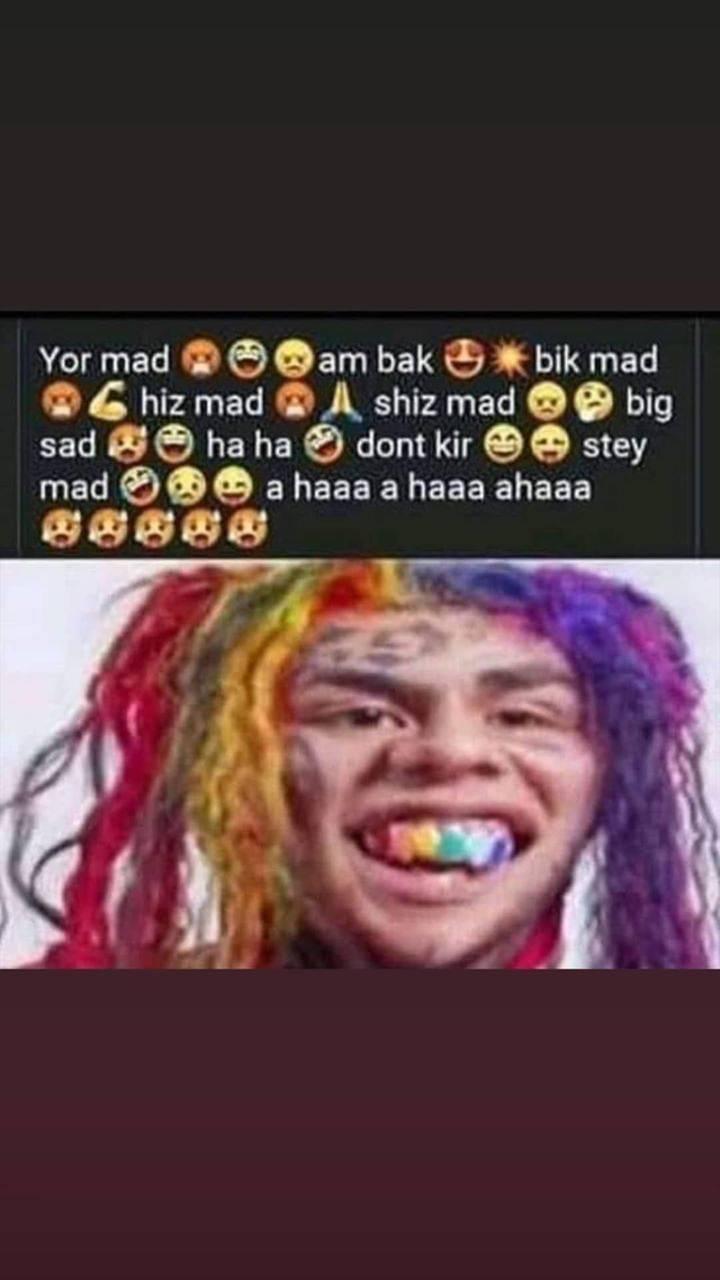 Yor mad 😡😂😞am bak 😍💥bik mad
😡💪 hiz mad 😡🙏 shiz mad 😞🤔 big
sad 🥵😅 ha ha 🤣 dont kir 😄🤤 stey
mad 🤣😢😅 a haaa a haaa ahaaa
🥵🥵🥵🥵🥵